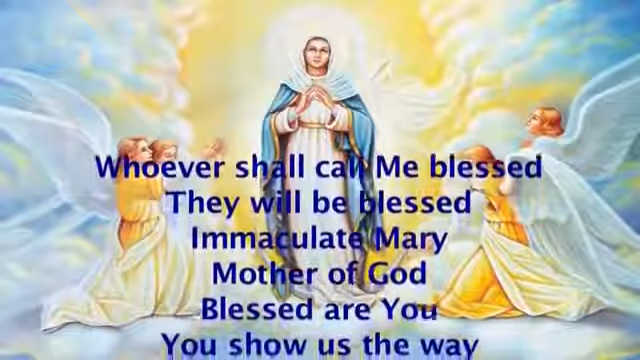 Whoever shall call Me blessed
They will be blessed
Immaculate Mary
Mother of God
Blessed are You
You show us the way